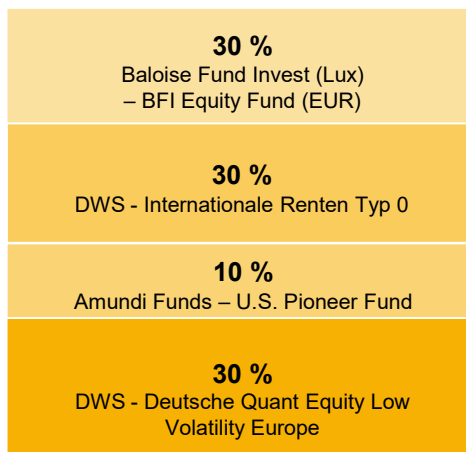 30 %
Baloise Fund Invest (Lux)
– BFI Equity Fund (EUR)
30 %
DWS - Internationale Renten Typ 0
10 %
Amundi Funds – U.S. Pioneer Fund
30 %
DWS - Deutsche Quant Equity Low
Volatility Europe